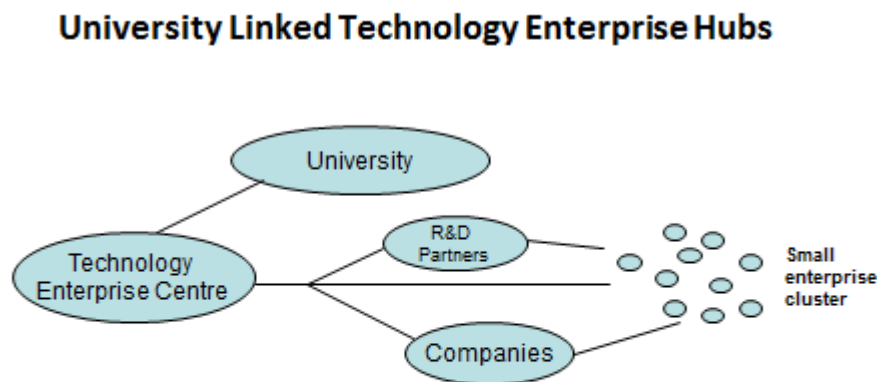 University Linked Technology Enterprise Hubs
University
R&D
Partners
Technology
Enterprise Centre
Small
enterprise
cluster
Companies